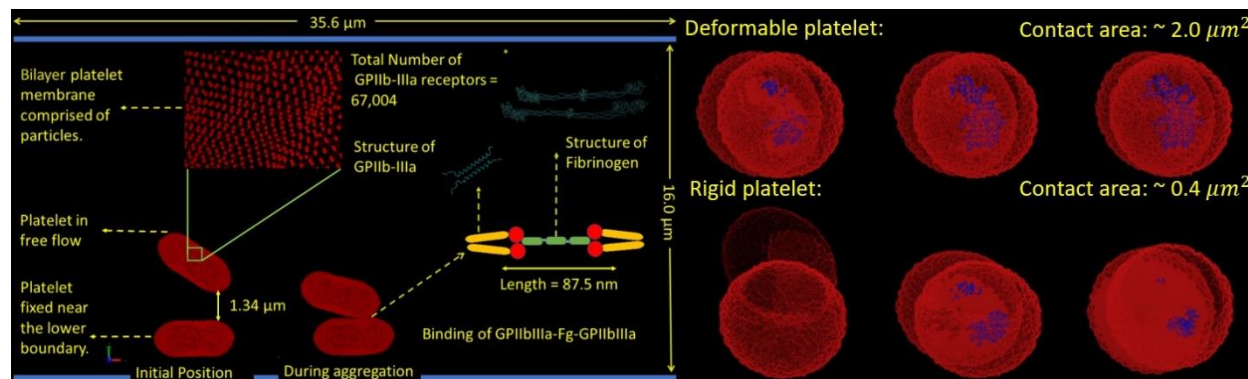 35.6 µm
Bilayer platelet
membrane
comprised of
particles.
Total Number of
GPIIb-IIIa receptors =
67,004
Structure of
GPIIb-IIIa
Structure of
Fibrinogen
Platelet in
free flow
Platelet
fixed near
the lower
boundary.
1.34 µm
Length = 87.5 nm
Binding of GPIIbIIIa-Fg-GPIIbIIIa
Initial Position
During aggregation
16.0 µm
Deformable platelet:
Contact area: ~ 2.0 µm²
Rigid platelet:
Contact area: ~ 0.4 µm²